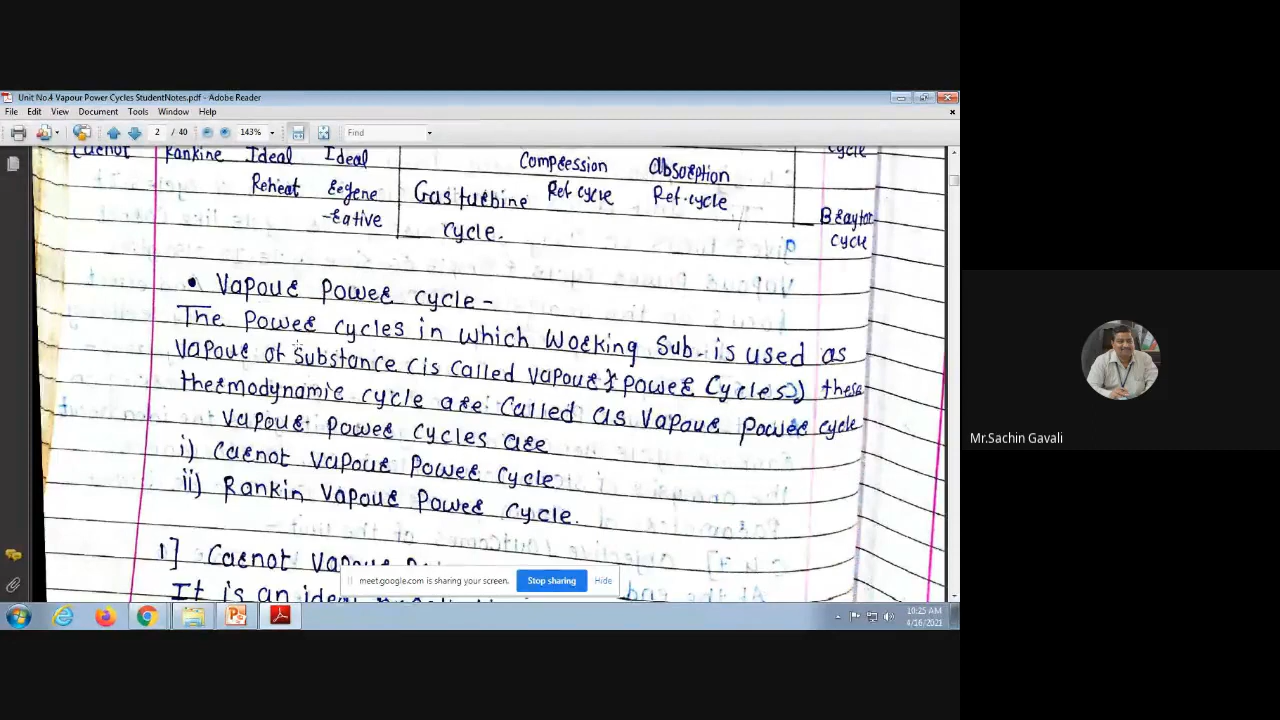 Unit No.4 Vapour Power Cycles StudentNotes.pdf - Adobe Reader
File Edit View Document Tools Window Help
2 / 40 143% Find
Carnot Rankine Ideal Ideal Compression Absorption cycle
Reheat Regene Gas turbine Ref cycle Ref. cycle
-rative cycle. Brayton
cycle
• Vapour Power cycle -
The Power cycles in which Working Sub. is used as
Vapour of Substance (is called Vapour Power Cycles) these
thermodynamic cycle are called as Vapour Power cycle
Vapour Power cycles are
i) Carnot Vapour Power Cycle
ii) Rankin Vapour Power Cycle.
1] Carnot Vapour
It is an ideal
meet.google.com is sharing your screen. Stop sharing Hide
Mr.Sachin Gavali
10:25 AM
4/16/2021